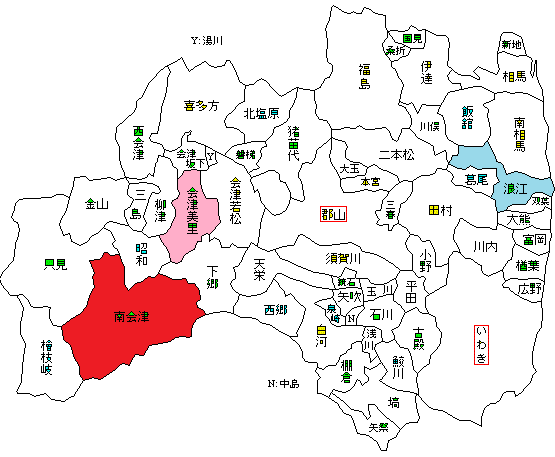 Y: 湯川
国見
桑折
新地
伊達
福島
相馬
喜多方
北塩原
猪苗代
川俣
飯舘
南相馬
西会津
会津坂下
Y
磐梯
二本松
大玉
本宮
葛尾
浪江
双葉
金山
三島
柳津
会津美里
会津若松
郡山
三春
田村
大熊
富岡
川内
楢葉
広野
只見
昭和
下郷
天栄
須賀川
小野
鏡石
矢吹
玉川
平田
南会津
西郷
泉崎
N
石川
白河
浅川
古殿
いわき
檜枝岐
棚倉
鮫川
塙
矢祭
N: 中島